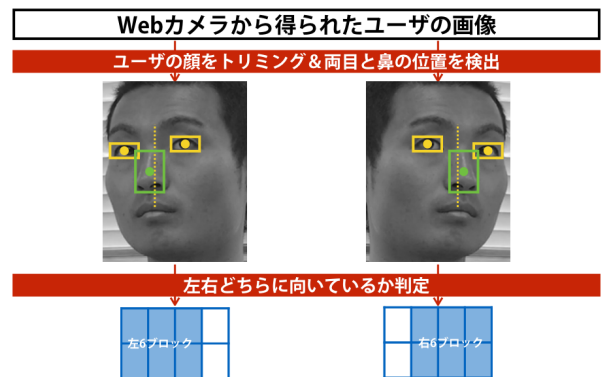 Webカメラから得られたユーザの画像
ユーザの顔をトリミング＆両目と鼻の位置を検出
左右どちらに向いているか判定
左6ブロック
右6ブロック